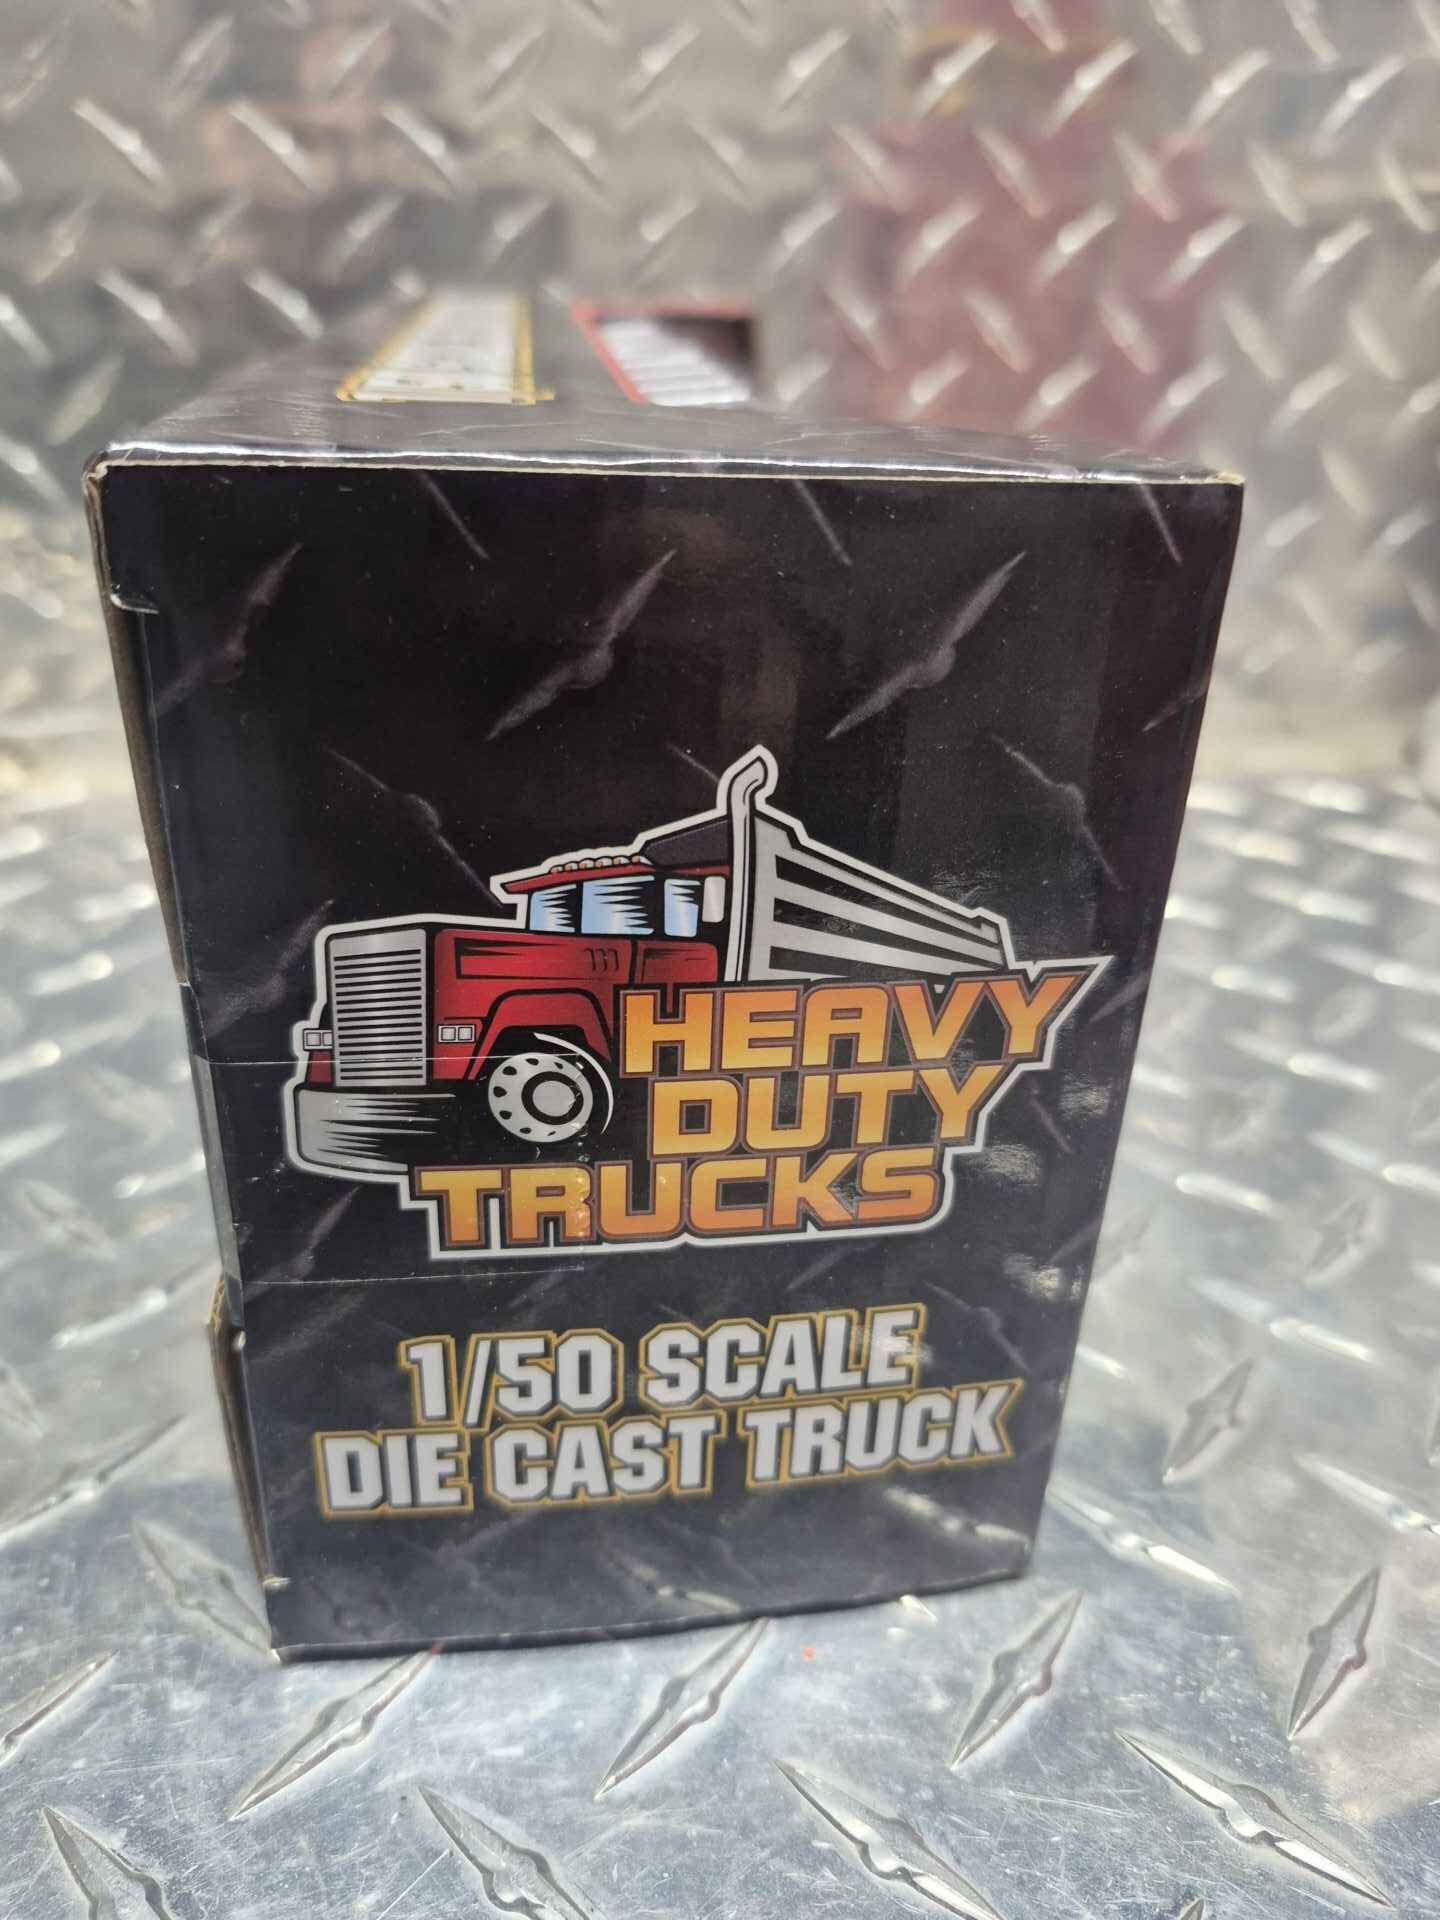 HEAVY
DUTY
TRUCKS
1/50 SCALE
DIE CAST TRUCK